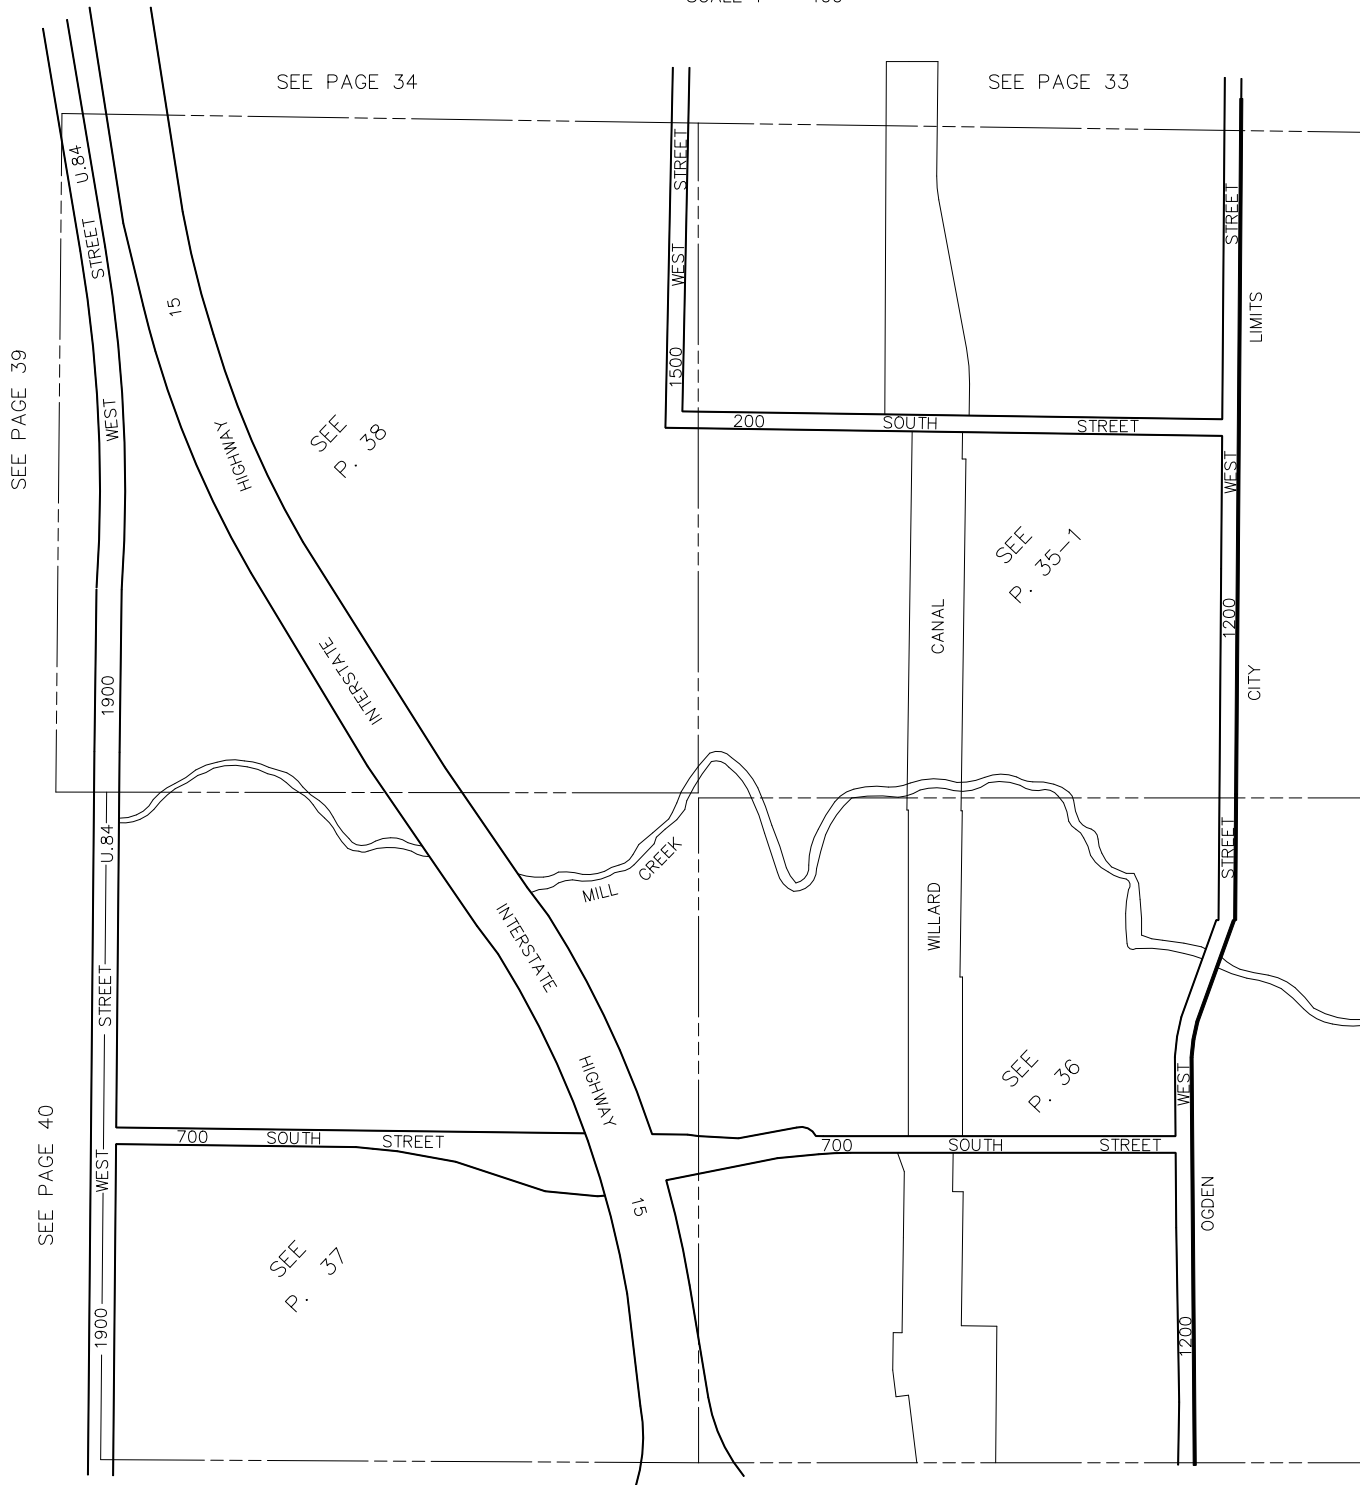 SEE PAGE 34
SEE PAGE 33
U.84
STREET
WEST
1900
SEE PAGE 39
15
HIGHWAY
INTERSTATE
SEE
P. 38
STREET
WEST
1500
200 SOUTH STREET
STREET
LIMITS
WEST
1200
CITY
STREET
SEE
P. 35-1
CANAL
WILLARD
MILL CREEK
U.84
STREET
WEST
1900
SEE PAGE 40
INTERSTATE
HIGHWAY
15
700 SOUTH STREET
700 SOUTH STREET
SEE
P. 36
SEE
P. 37
WEST
OGDEN
1200